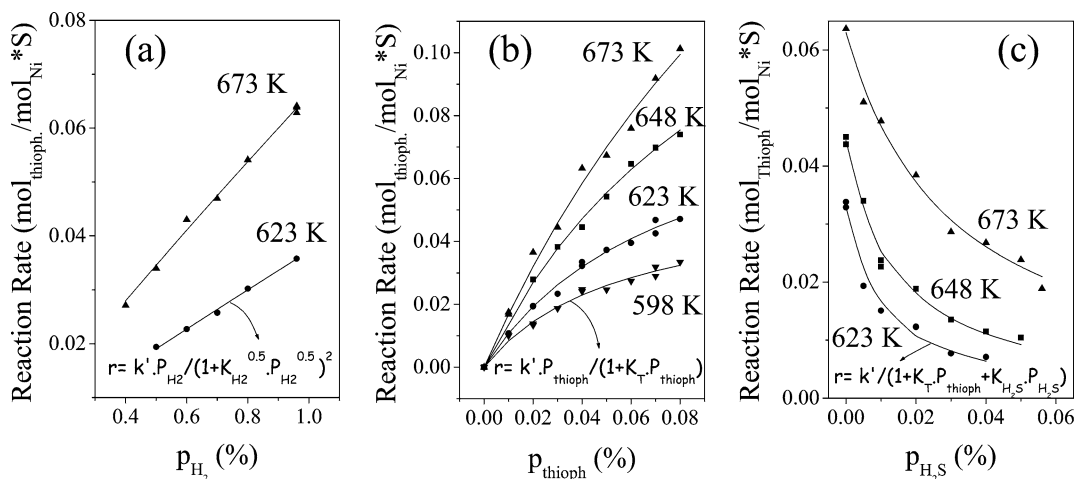 (a)
Reaction Rate (mol_thioph./mol_Ni*S)
0.08
0.06
0.04
0.02
673 K
623 K
r= k'.P_H2/(1+K_H2^0.5.P_H2^0.5)^2
0.4 0.6 0.8 1.0
p_H₂ (%)
(b)
Reaction Rate (mol_thioph./mol_Ni*S)
0.10
0.08
0.06
0.04
0.02
0.00
673 K
648 K
623 K
598 K
r= k'.P_thioph/(1+K_T.P_thioph)
0.00 0.02 0.04 0.06 0.08
p_thioph (%)
(c)
Reaction Rate (mol_Thioph/mol_Ni*S)
0.06
0.04
0.02
0.00
673 K
648 K
623 K
r= k'/(1+K_T.P_thioph+K_H₂S.P_H₂S)
0.00 0.02 0.04 0.06
p_H₂S (%)